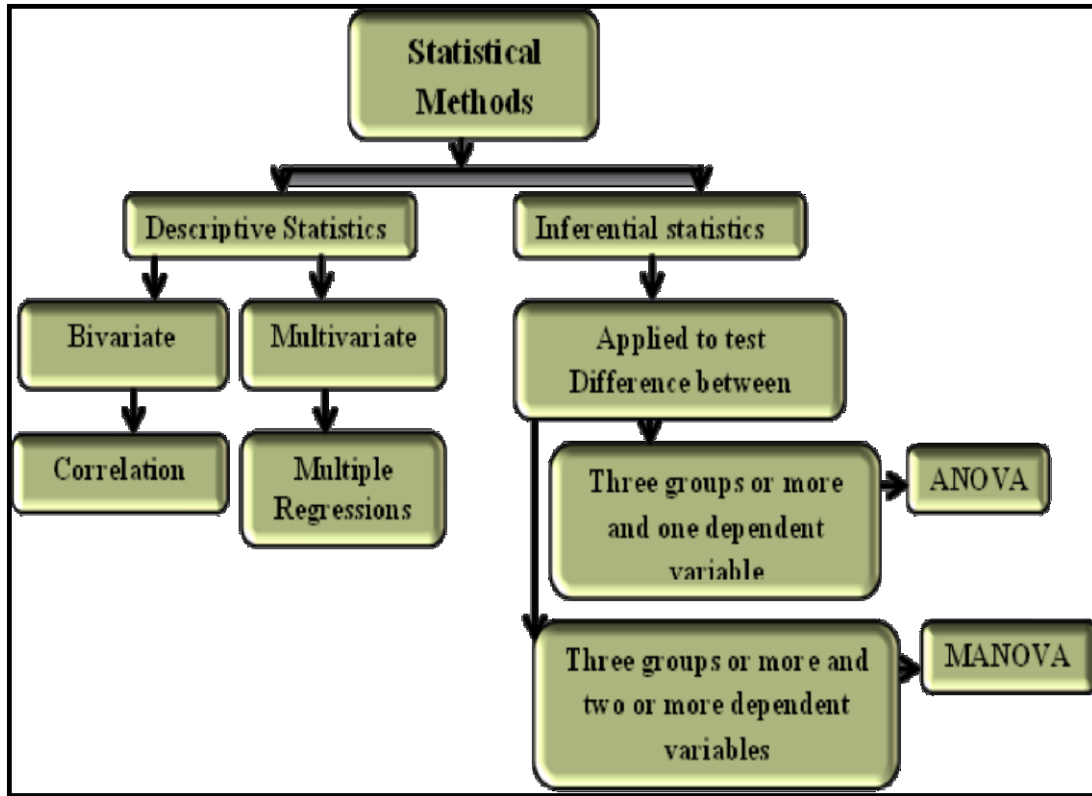 Statistical
Methods
Descriptive Statistics
Inferential statistics
Bivariate
Multivariate
Applied to test
Difference between
Correlation
Multiple
Regressions
Three groups or more
and one dependent
variable
ANOVA
Three groups or more and
two or more dependent
variables
MANOVA